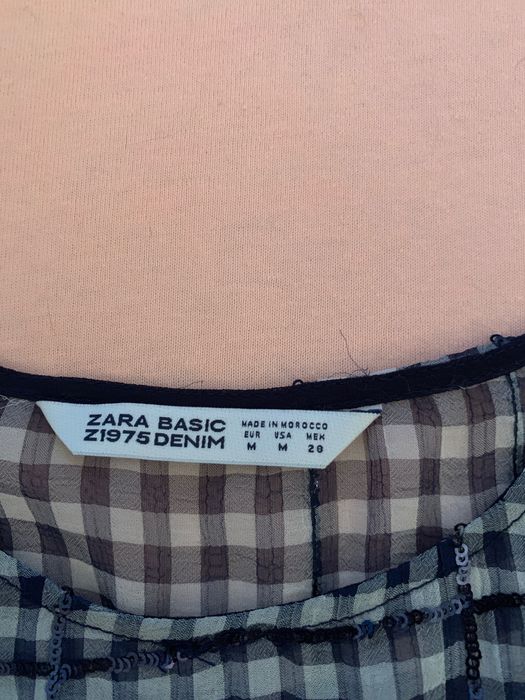 ZARA BASIC
Z1975 DENIM
MADE IN MOROCCO
EUR USA MEX
M M 28